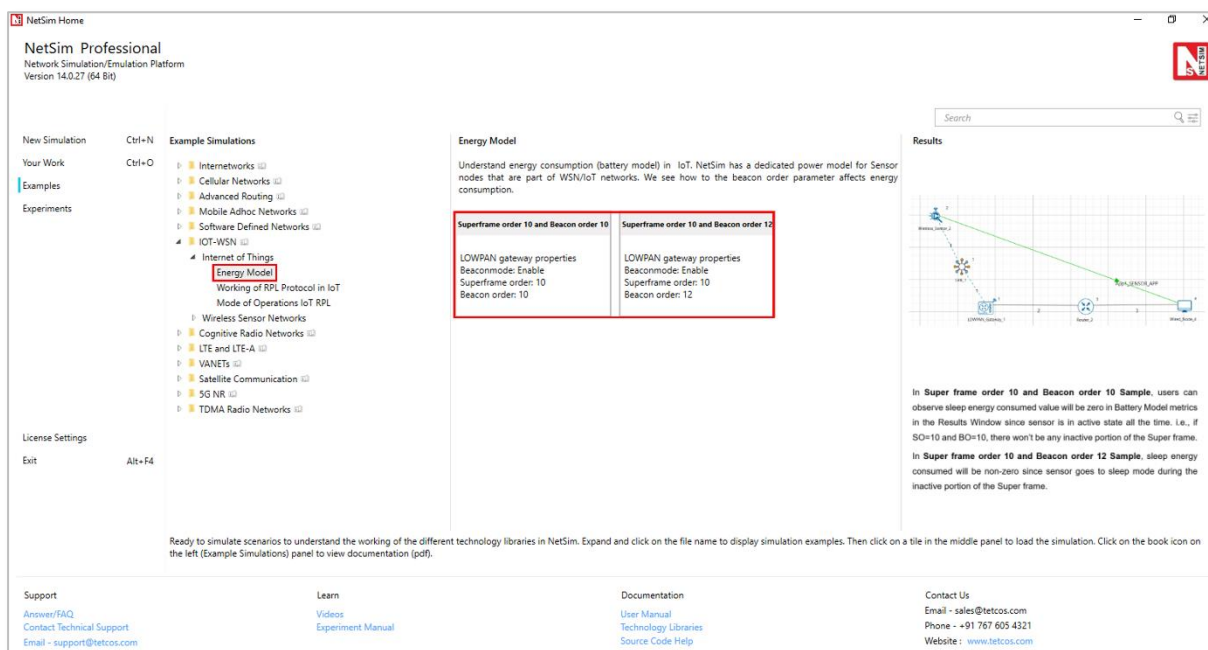 NetSim Home
NetSim Professional
Network Simulation/Emulation Platform
Version 14.0.27 (64 Bit)
NETSIM
Search
New Simulation Ctrl+N
Your Work Ctrl+O
Examples
Experiments
License Settings
Exit Alt+F4
Example Simulations
Internetworks
Cellular Networks
Advanced Routing
Mobile Adhoc Networks
Software Defined Networks
IOT-WSN
Internet of Things
Energy Model
Working of RPL Protocol in IoT
Mode of Operations IoT RPL
Wireless Sensor Networks
Cognitive Radio Networks
LTE and LTE-A
VANETs
Satellite Communication
5G NR
TDMA Radio Networks
Energy Model
Understand energy consumption (battery model) in IoT. NetSim has a dedicated power model for Sensor
nodes that are part of WSN/IoT networks. We see how to the beacon order parameter affects energy
consumption.
Superframe order 10 and Beacon order 10
LOWPAN gateway properties
Beaconmode: Enable
Superframe order: 10
Beacon order: 10
Superframe order 10 and Beacon order 12
LOWPAN gateway properties
Beaconmode: Enable
Superframe order: 10
Beacon order: 12
Results
In Super frame order 10 and Beacon order 10 Sample, users can
observe sleep energy consumed value will be zero in Battery Model metrics
in the Results Window since sensor is in active state all the time. i.e., if
SO=10 and BO=10, there won't be any inactive portion of the Super frame.
In Super frame order 10 and Beacon order 12 Sample, sleep energy
consumed will be non-zero since sensor goes to sleep mode during the
inactive portion of the Super frame.
Ready to simulate scenarios to understand the working of the different technology libraries in NetSim. Expand and click on the file name to display simulation examples. Then click on a tile in the middle panel to load the simulation. Click on the book icon on
the left (Example Simulations) panel to view documentation (pdf).
Support
Answer/FAQ
Contact Technical Support
Email - support@tetcos.com
Learn
Videos
Experiment Manual
Documentation
User Manual
Technology Libraries
Source Code Help
Contact Us
Email - sales@tetcos.com
Phone - +91 767 605 4321
Website : www.tetcos.com